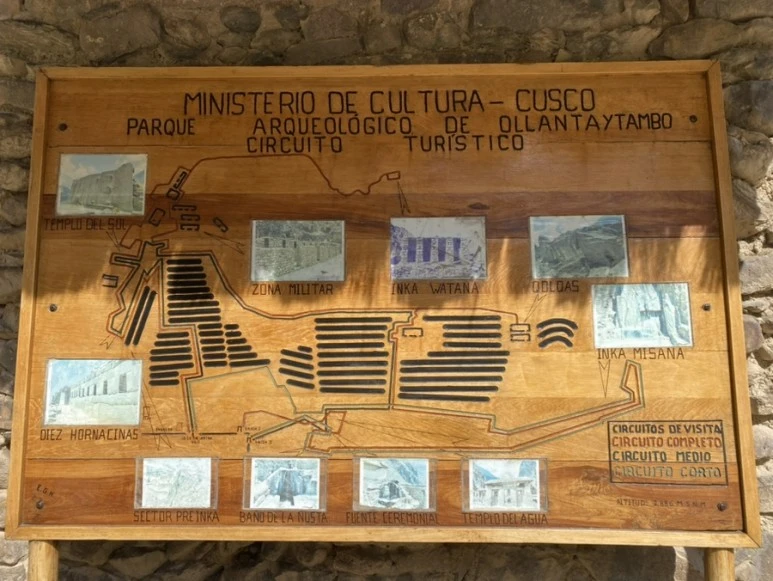 MINISTERIO DE CULTURA - CUSCO
PARQUE ARQUEOLÓGICO DE OLLANTAYTAMBO
CIRCUITO TURÍSTICO
TEMPLO DEL SOL
ZONA MILITAR
INKA WATANA
QOLQAS
INKA MISANA
DIEZ HORNACINAS
CIRCUITOS DE VISITA
CIRCUITO COMPLETO
CIRCUITO MEDIO
CIRCUITO CORTO
SECTOR PREINKA
BAÑO DE LA ÑUSTA
FUENTE CEREMONIAL
TEMPLO DEL AGUA